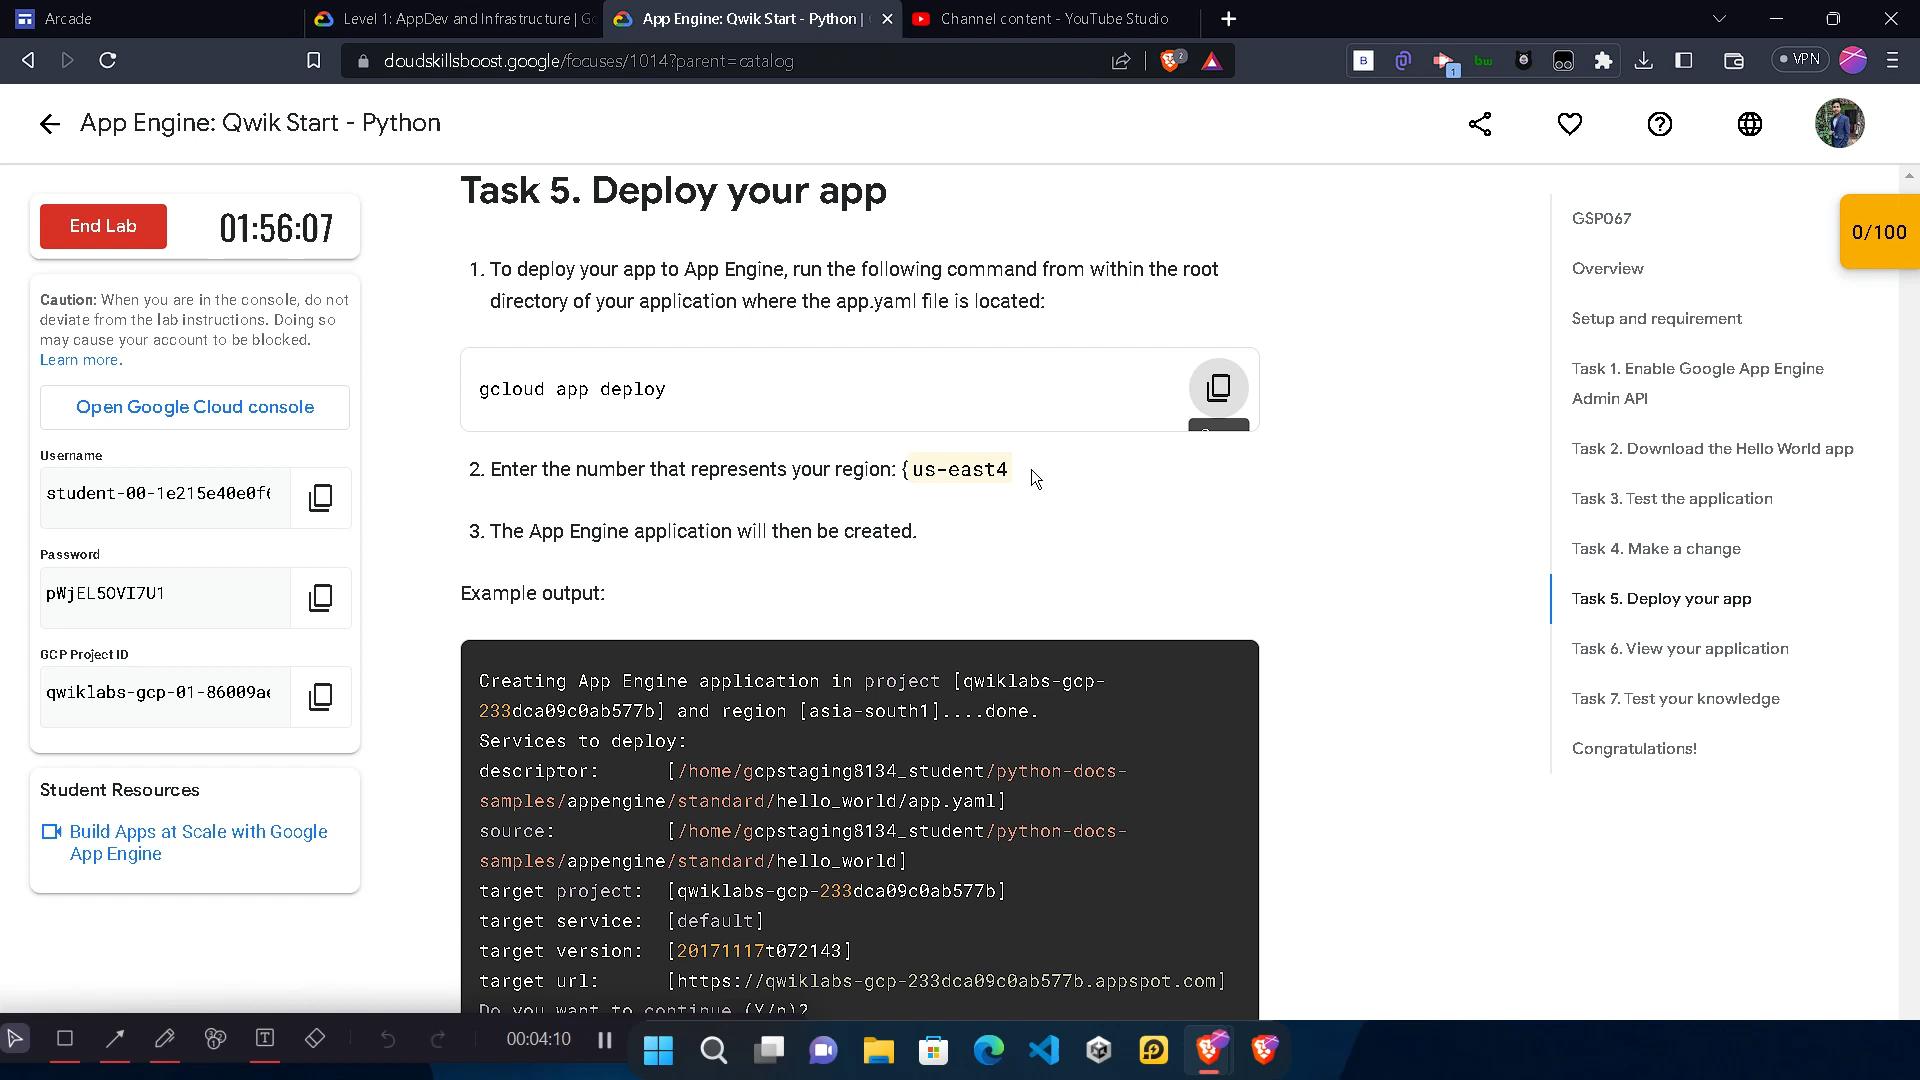 Arcade
Level 1: AppDev and Infrastructure | Go
App Engine: Qwik Start - Python |
Channel content - YouTube Studio
cloudskillsboost.google/focuses/1014?parent=catalog
2
B
1
bw
VPN
App Engine: Qwik Start - Python
End Lab
01:56:07
Caution: When you are in the console, do not
deviate from the lab instructions. Doing so
may cause your account to be blocked.
Learn more.
Open Google Cloud console
Username
student-00-1e215e40e0f6
Password
pWjEL5OVI7U1
GCP Project ID
qwiklabs-gcp-01-86009ae
Student Resources
Build Apps at Scale with Google
App Engine
Task 5. Deploy your app
1. To deploy your app to App Engine, run the following command from within the root
directory of your application where the app.yaml file is located:
gcloud app deploy
2. Enter the number that represents your region: {us-east4
3. The App Engine application will then be created.
Example output:
Creating App Engine application in project [qwiklabs-gcp-
233dca09c0ab577b] and region [asia-south1]....done.
Services to deploy:
descriptor: [/home/gcpstaging8134_student/python-docs-
samples/appengine/standard/hello_world/app.yaml]
source: [/home/gcpstaging8134_student/python-docs-
samples/appengine/standard/hello_world]
target project: [qwiklabs-gcp-233dca09c0ab577b]
target service: [default]
target version: [20171117t072143]
target url: [https://qwiklabs-gcp-233dca09c0ab577b.appspot.com]
Do you want to continue (Y/n)?
GSP067
Overview
Setup and requirement
Task 1. Enable Google App Engine
Admin API
Task 2. Download the Hello World app
Task 3. Test the application
Task 4. Make a change
Task 5. Deploy your app
Task 6. View your application
Task 7. Test your knowledge
Congratulations!
0/100
00:04:10